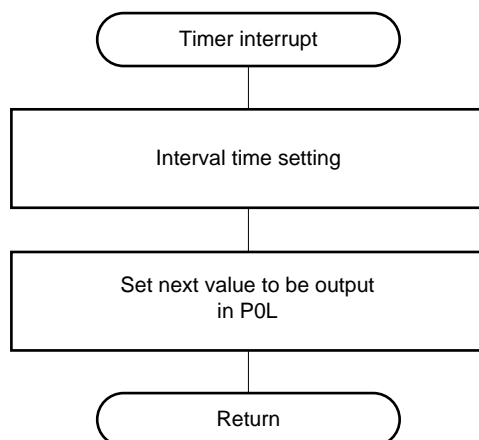 Timer interrupt
Interval time setting
Set next value to be output
in P0L
Return